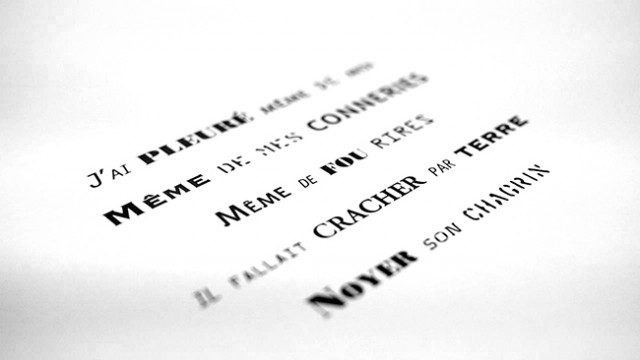 J'AI PLEURÉ MÊME DE
MÊME DE MES CONNERIES
MÊME DE FOU RIRES
IL FALLAIT CRACHER PAR TERRE
NOYER SON CHAGRIN